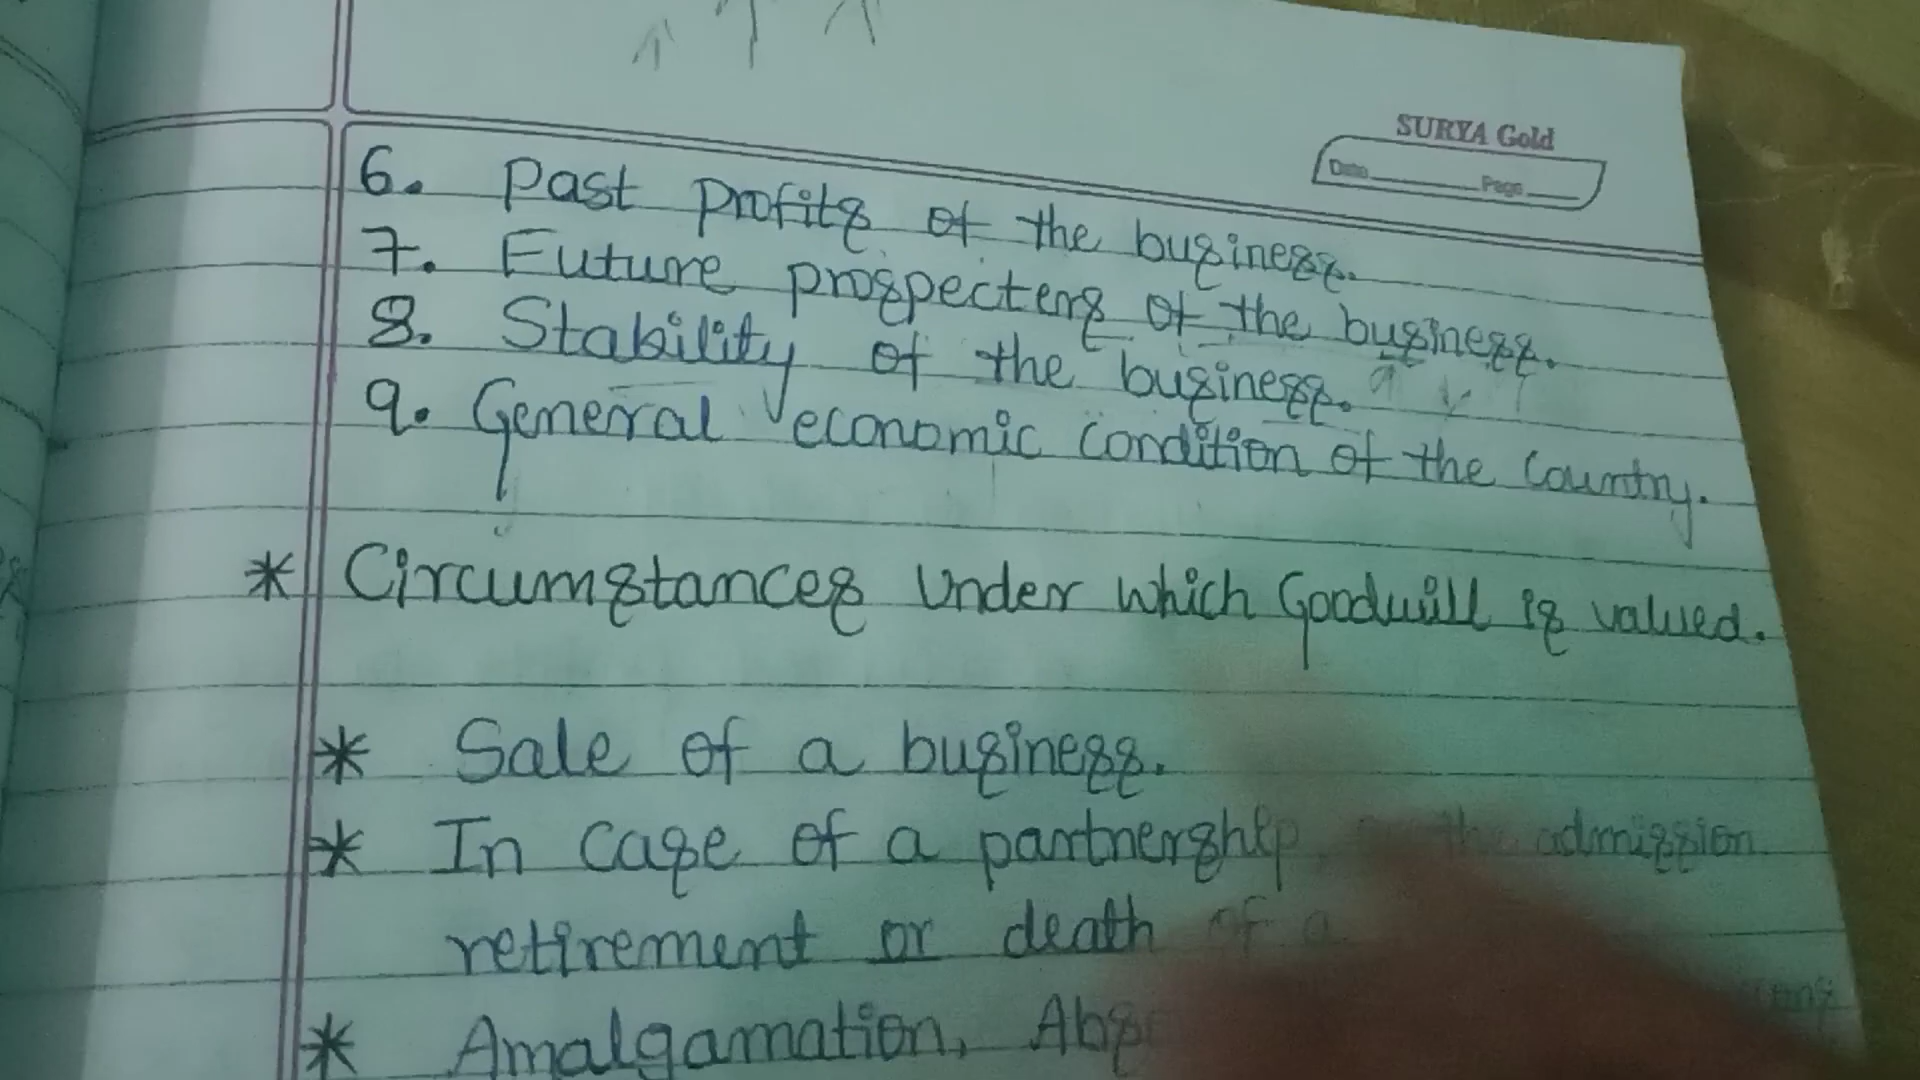 SURYA Gold
Date Page
6. Past Profits of the business.
7. Future prospecters of the business.
8. Stability of the business.
9. General economic condition of the Country.
* Circumstances Under which Goodwill is valued.
* Sale of a business.
* In case of a partnership the admission
retirement or death of a
* Amalgamation,